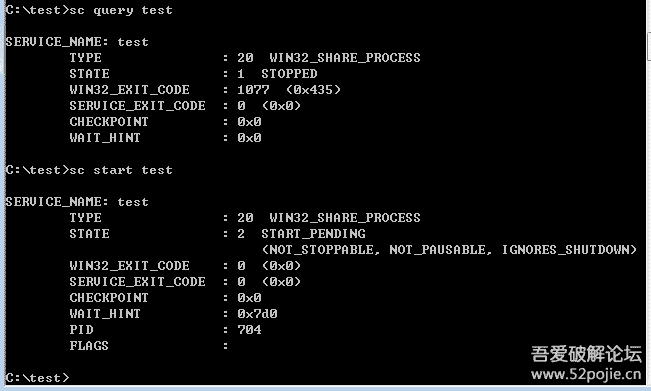 C:\test>sc query test
SERVICE_NAME: test
TYPE : 20 WIN32_SHARE_PROCESS
STATE : 1 STOPPED
WIN32_EXIT_CODE : 1077 (0x435)
SERVICE_EXIT_CODE : 0 (0x0)
CHECKPOINT : 0x0
WAIT_HINT : 0x0
C:\test>sc start test
SERVICE_NAME: test
TYPE : 20 WIN32_SHARE_PROCESS
STATE : 2 START_PENDING
(NOT_STOPPABLE, NOT_PAUSABLE, IGNORES_SHUTDOWN)
WIN32_EXIT_CODE : 0 (0x0)
SERVICE_EXIT_CODE : 0 (0x0)
CHECKPOINT : 0x0
WAIT_HINT : 0x7d0
PID : 704
FLAGS :
C:\test>
吾爱破解论坛
www.52pojie.cn